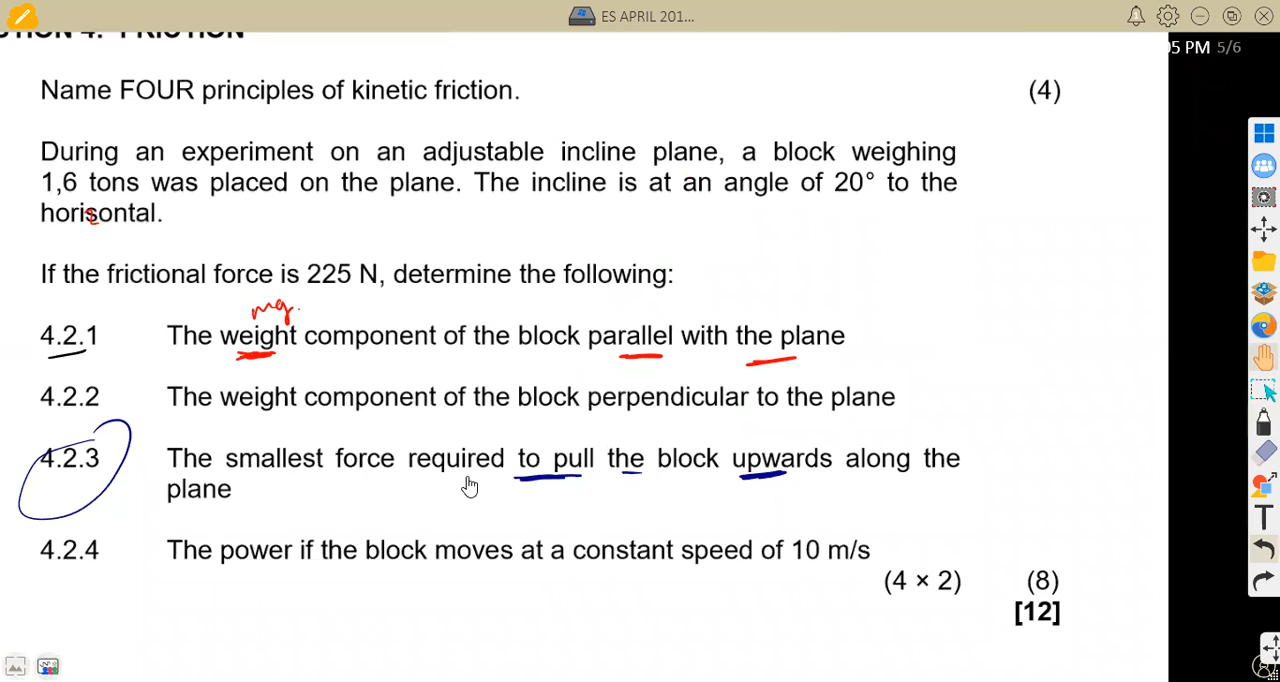 ES APRIL 201...
05 PM 5/6
Name FOUR principles of kinetic friction. (4)
During an experiment on an adjustable incline plane, a block weighing
1,6 tons was placed on the plane. The incline is at an angle of 20° to the
horisontal.
If the frictional force is 225 N, determine the following:
mg.
4.2.1 The weight component of the block parallel with the plane
4.2.2 The weight component of the block perpendicular to the plane
4.2.3 The smallest force required to pull the block upwards along the
plane
4.2.4 The power if the block moves at a constant speed of 10 m/s
(4 × 2) (8)
[12]